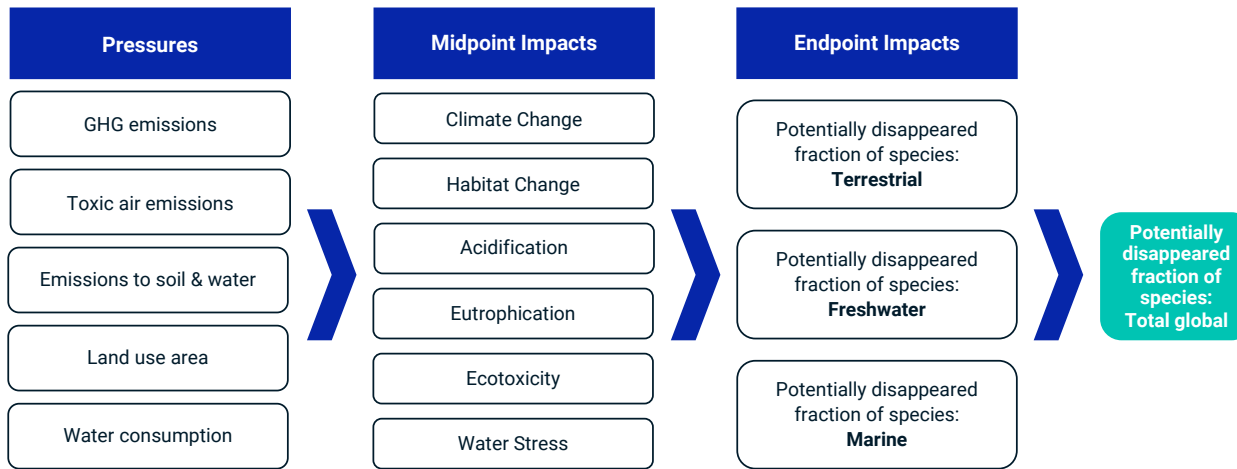 Pressures
GHG emissions
Toxic air emissions
Emissions to soil & water
Land use area
Water consumption
Midpoint Impacts
Climate Change
Habitat Change
Acidification
Eutrophication
Ecotoxicity
Water Stress
Endpoint Impacts
Potentially disappeared
fraction of species:
Terrestrial
Potentially disappeared
fraction of species:
Freshwater
Potentially disappeared
fraction of species:
Marine
Potentially
disappeared
fraction of
species:
Total global